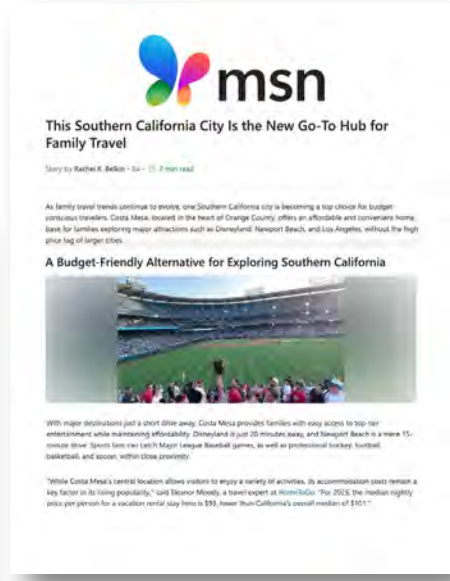 msn
This Southern California City Is the New Go-To Hub for
Family Travel
Story by Rachel R. Belkin • 6d • 7 min read
As family travel trends continue to evolve, one Southern California city is becoming a top choice for budget-
conscious travelers. Costa Mesa, located in the heart of Orange County, offers an affordable and convenient home
base for families exploring major attractions such as Disneyland, Newport Beach, and Los Angeles, without the high
price tag of larger cities.
A Budget-Friendly Alternative for Exploring Southern California
With major destinations just a short drive away, Costa Mesa provides families with easy access to top-tier
entertainment while maintaining affordability. Disneyland is just 20 minutes away, and Newport Beach is a mere 15-
minute drive. Sports fans can catch Major League Baseball games, as well as professional hockey, football,
basketball, and soccer, within close proximity.
"While Costa Mesa's central location allows visitors to enjoy a variety of activities, its accommodation costs remain a
key factor in its rising popularity," said Eleanor Moody, a travel expert at HomeToGo. "For 2025, the median nightly
price per person for a vacation rental stay here is $93, lower than California's overall median of $101."